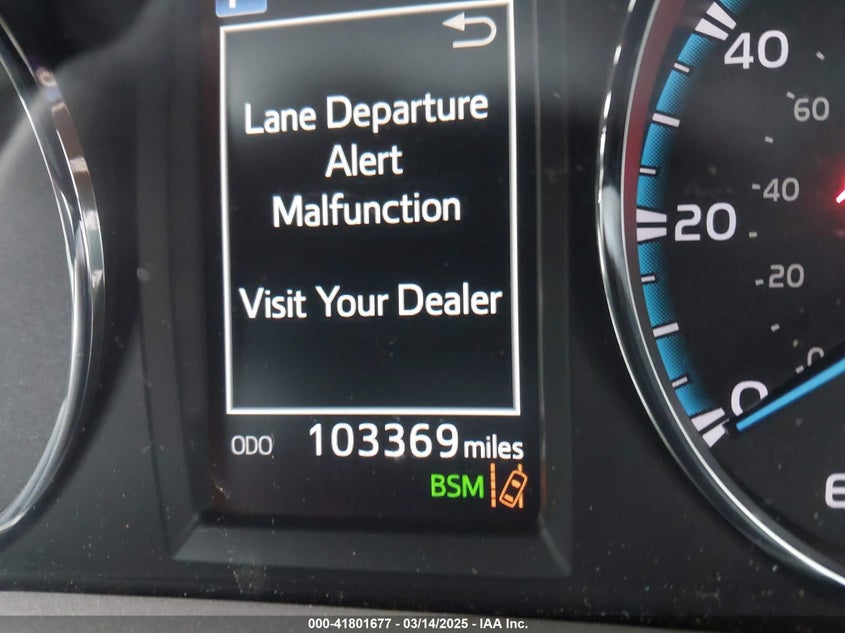 Lane Departure
Alert
Malfunction
Visit Your Dealer
ODO 103369 miles
BSM
40
60
40
20
20
0
0
000-41801677 - 03/14/2025 - IAA Inc.